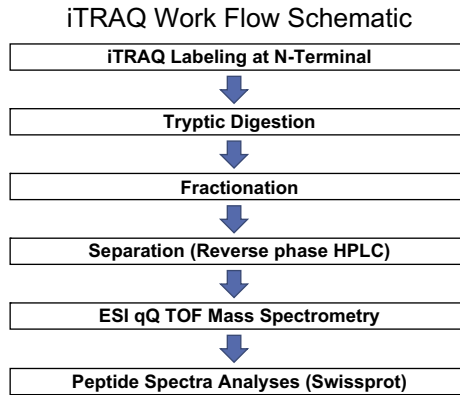 iTRAQ Work Flow Schematic
iTRAQ Labeling at N-Terminal
Tryptic Digestion
Fractionation
Separation (Reverse phase HPLC)
ESI qQ TOF Mass Spectrometry
Peptide Spectra Analyses (Swissprot)